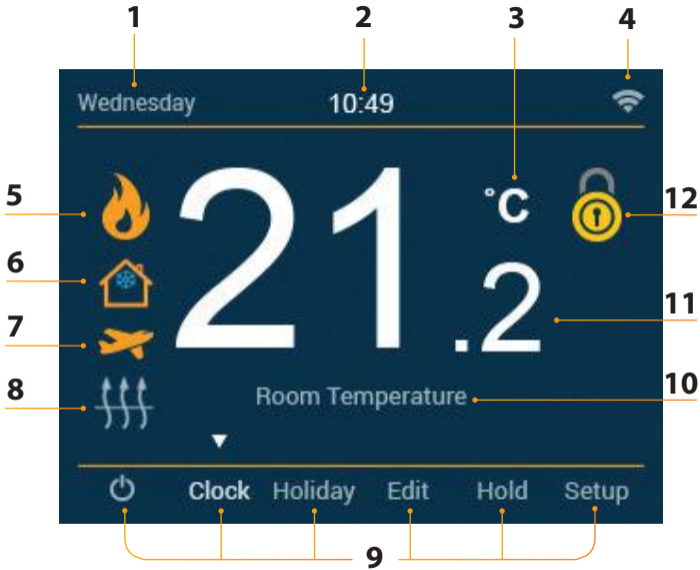 1 2 3 4
Wednesday 10:49
5 °C 12
21.2
6
7 11
8 Room Temperature 10
Clock Holiday Edit Hold Setup
9